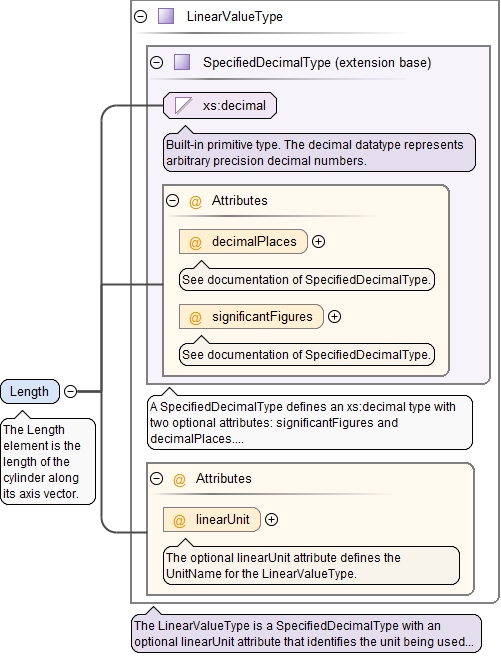 LinearValueType
SpecifiedDecimalType (extension base)
xs:decimal
Built-in primitive type. The decimal datatype represents
arbitrary precision decimal numbers.
@ Attributes
@ decimalPlaces
See documentation of SpecifiedDecimalType.
@ significantFigures
See documentation of SpecifiedDecimalType.
A SpecifiedDecimalType defines an xs:decimal type with
two optional attributes: significantFigures and
decimalPlaces....
Length
The Length
element is the
length of the
cylinder along
its axis vector.
@ Attributes
@ linearUnit
The optional linearUnit attribute defines the
UnitName for the LinearValueType.
The LinearValueType is a SpecifiedDecimalType with an
optional linearUnit attribute that identifies the unit being used...